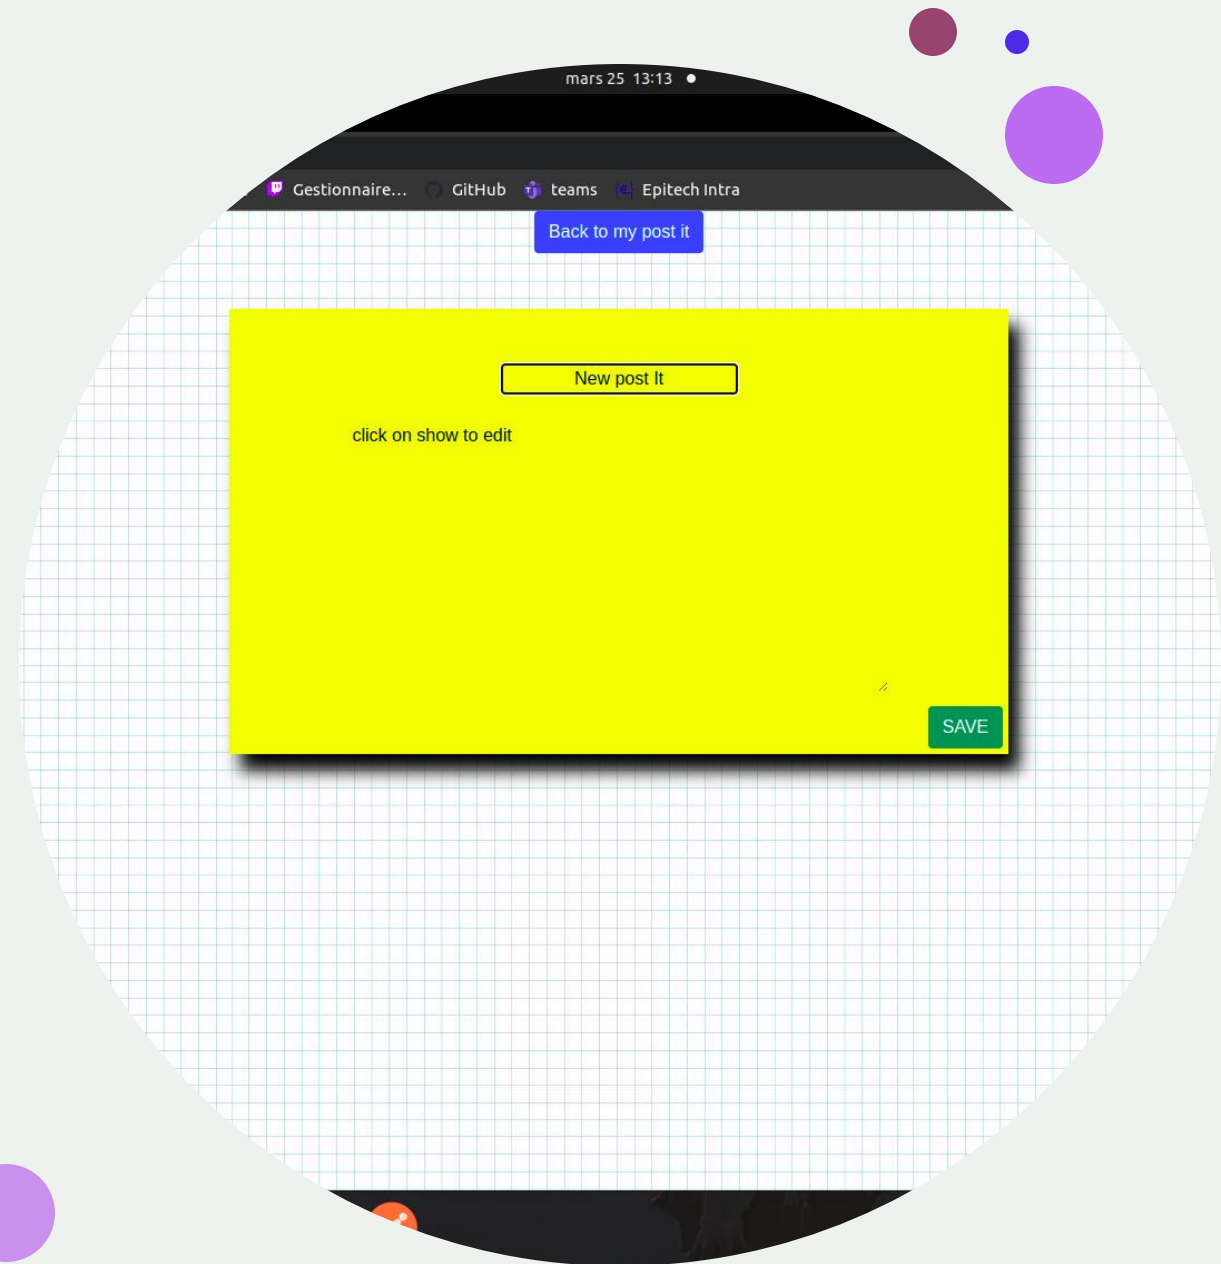 mars 25 13:13
Gestionnaire... GitHub teams Epitech Intra
Back to my post it
New post It
click on show to edit
SAVE